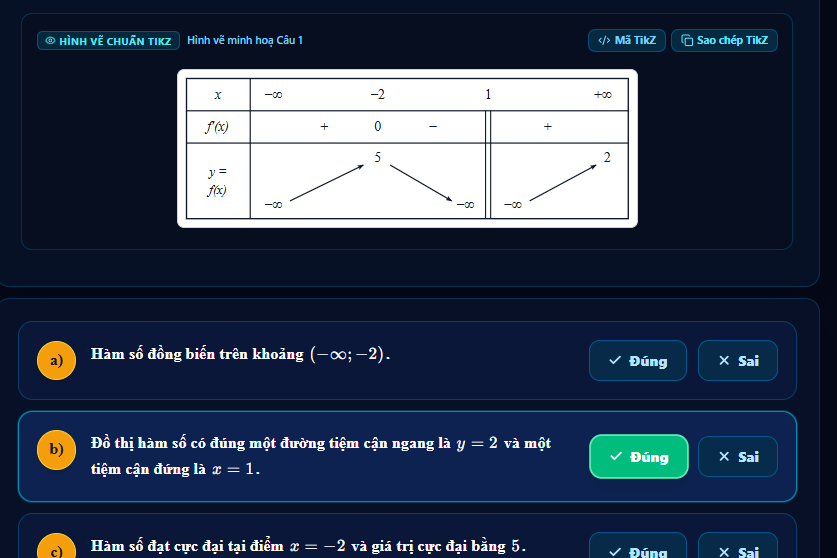 HÌNH VẼ CHUẨN TIKZ Hình vẽ minh hoạ Câu 1 </> Mã TikZ Sao chép TikZ
x −∞ −2 1 +∞
f'(x) + 0 − +
5 2
y =
f(x)
−∞ −∞ −∞
a) Hàm số đồng biến trên khoảng (−∞; −2). ✓ Đúng ✕ Sai
b) Đồ thị hàm số có đúng một đường tiệm cận ngang là y = 2 và một
tiệm cận đứng là x = 1. ✓ Đúng ✕ Sai
c) Hàm số đạt cực đại tại điểm x = −2 và giá trị cực đại bằng 5. ✓ Đúng ✕ Sai